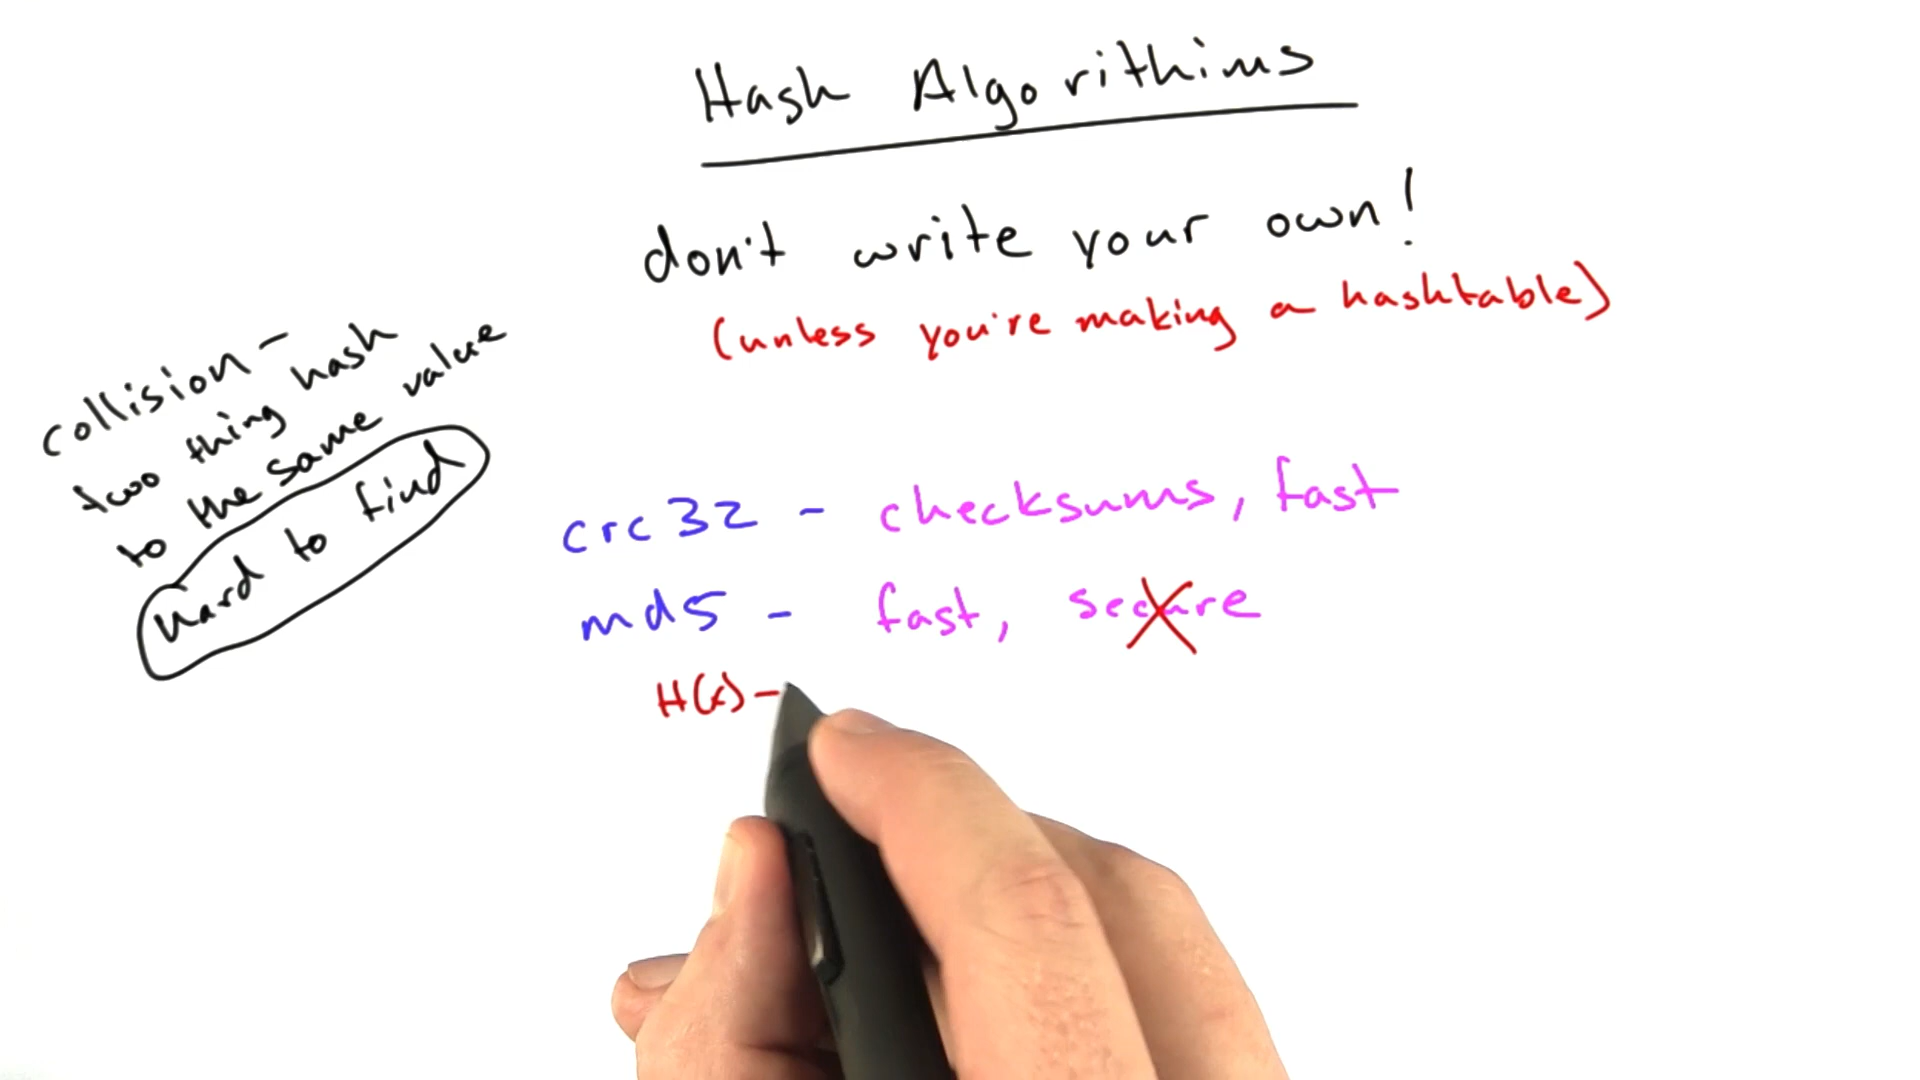 Hash Algorithims
don't write your own!
(unless you're making a hashtable)
collision -
two thing hash
to the same value
hard to find
crc32 - checksums, fast
md5 - fast, secure
H(x) -